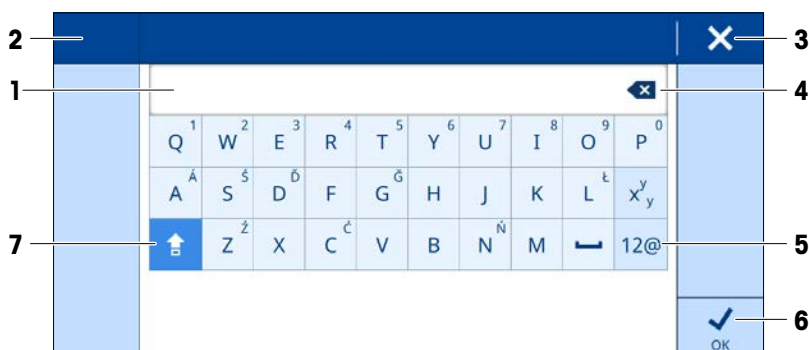 2 3
1 4
Q 1 W 2 E 3 R 4 T 5 Y 6 U 7 I 8 O 9 P 0
A Á S Ś D Ď F G Ğ H J K L Ł x y y
7 Z Ź X C Ć V B N Ń M 12@ 5
6
OK